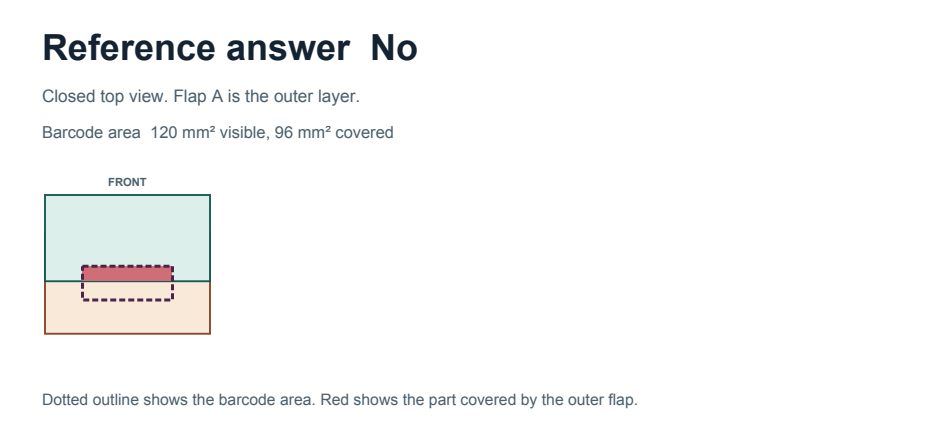 Reference answer  No
Closed top view. Flap A is the outer layer.
Barcode area  120 mm² visible, 96 mm² covered
FRONT
Dotted outline shows the barcode area. Red shows the part covered by the outer flap.